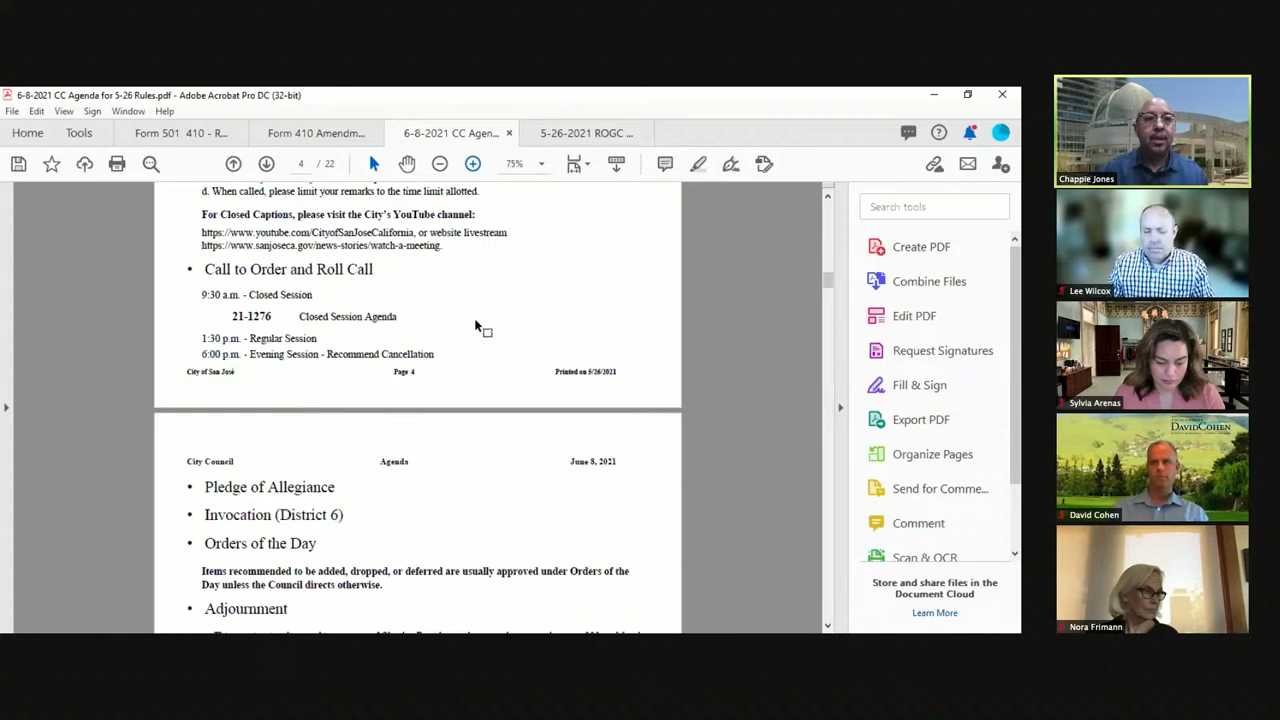 6-8-2021 CC Agenda for 5-26 Rules.pdf - Adobe Acrobat Pro DC (32-bit)
File Edit View Sign Window Help
Home Tools Form 501 410 - R... Form 410 Amendm... 6-8-2021 CC Agen... × 5-26-2021 ROGC ...
4 / 22 75%
d. When called, please limit your remarks to the time limit allotted.
For Closed Captions, please visit the City's YouTube channel:
https://www.youtube.com/CityofSanJoseCalifornia, or website livestream
https://www.sanjoseca.gov/news-stories/watch-a-meeting.
• Call to Order and Roll Call
9:30 a.m. - Closed Session
21-1276 Closed Session Agenda
1:30 p.m. - Regular Session
6:00 p.m. - Evening Session - Recommend Cancellation
City of San José Page 4 Printed on 5/26/2021
City Council Agenda June 8, 2021
• Pledge of Allegiance
• Invocation (District 6)
• Orders of the Day
Items recommended to be added, dropped, or deferred are usually approved under Orders of the
Day unless the Council directs otherwise.
• Adjournment
Search tools
Create PDF
Combine Files
Edit PDF
Request Signatures
Fill & Sign
Export PDF
Organize Pages
Send for Comme...
Comment
Scan & OCR
Store and share files in the
Document Cloud
Learn More
Chappie Jones
Lee Wilcox
Sylvia Arenas
DAVID COHEN
David Cohen
Nora Frimann